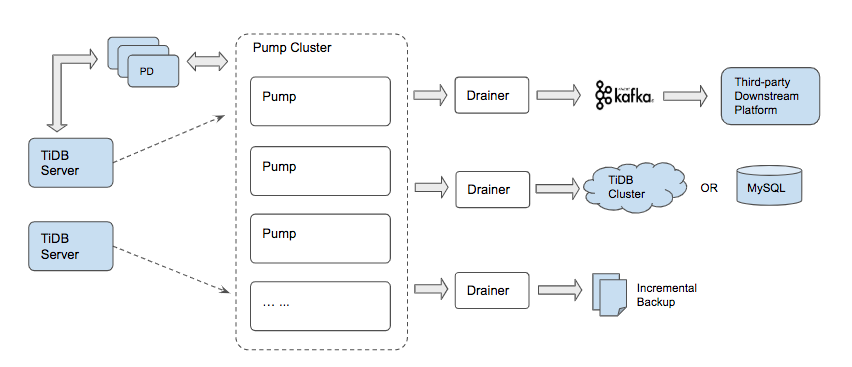 Pump Cluster
PD
Pump
Drainer
kafka
Third-party
Downstream
Platform
TiDB
Server
Pump
Drainer
TiDB
Cluster
OR
MySQL
TiDB
Server
Pump
... ...
Drainer
Incremental
Backup